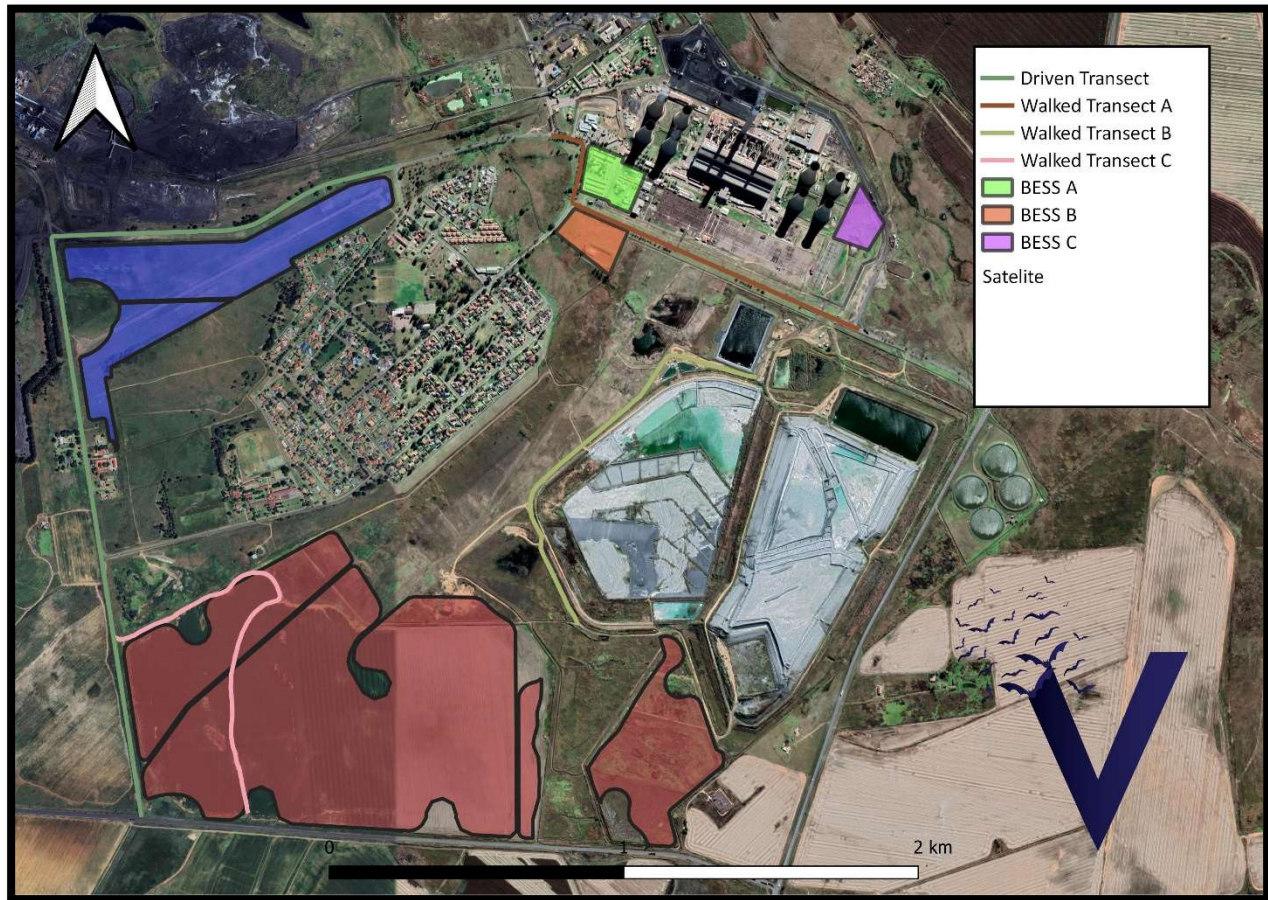 Driven Transect
Walked Transect A
Walked Transect B
Walked Transect C
BESS A
BESS B
BESS C
Satelite
0
1
2 km
V